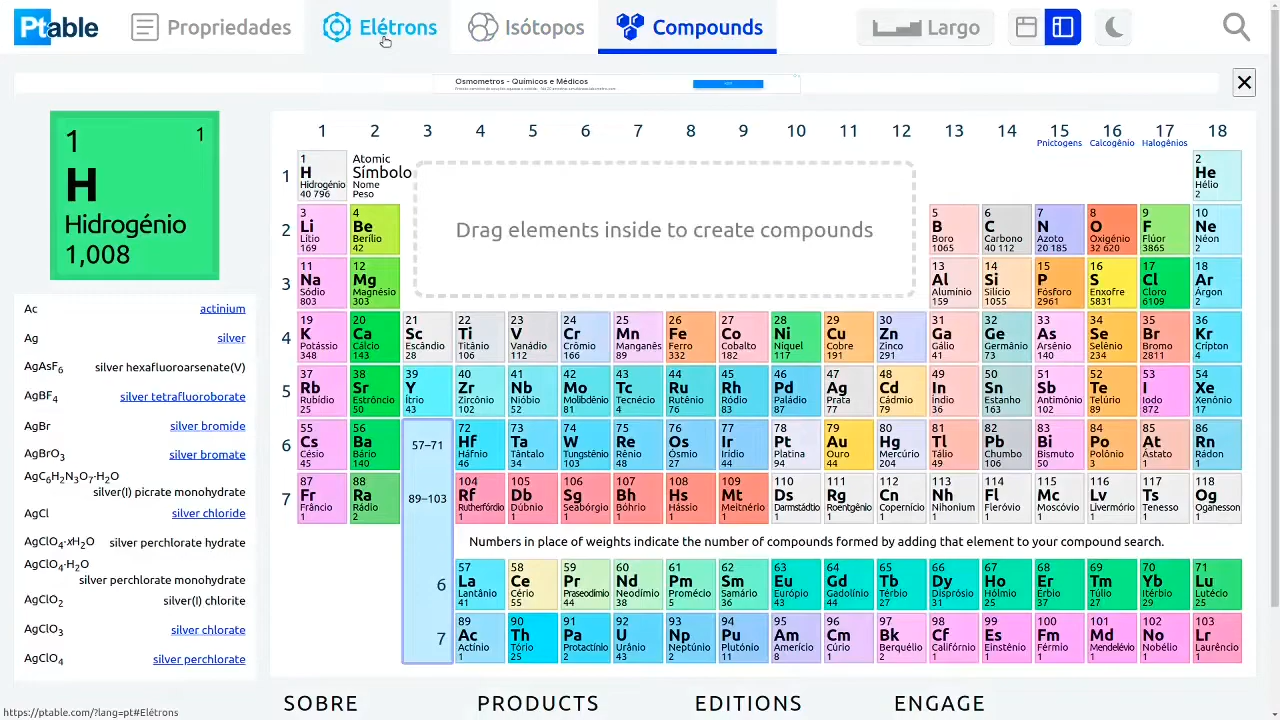 Ptable Propriedades Elétrons Isótopos Compounds Largo
Osmometros - Químicos e Médicos
1 1
H
Hidrogénio
1,008
Ac actinium
Ag silver
AgAsF6 silver hexafluoroarsenate(V)
AgBF4 silver tetrafluoroborate
AgBr silver bromide
AgBrO3 silver bromate
AgC6H2N3O7·H2O
silver(I) picrate monohydrate
AgCl silver chloride
AgClO4·xH2O silver perchlorate hydrate
AgClO4·H2O
silver perchlorate monohydrate
AgClO2 silver(I) chlorite
AgClO3 silver chlorate
AgClO4 silver perchlorate
1 2 3 4 5 6 7 8 9 10 11 12 13 14 15 16 17 18
Pnictogens Calcogênio Halogênios
1 Atomic 2
1 H Símbolo He
Hidrogénio Nome Hélio
40 796 Peso 2
Drag elements inside to create compounds
3 4 5 6 7 8 9 10
2 Li Be B C N O F Ne
Lítio Berílio Boro Carbono Azoto Oxigénio Flúor Néon
169 42 1065 40 112 20 185 32 620 3865 2
11 12 13 14 15 16 17 18
3 Na Mg Al Si P S Cl Ar
Sódio Magnésio Alumínio Silício Fósforo Enxofre Cloro Argon
803 303 159 1055 2961 5831 6109 2
19 20 21 22 23 24 25 26 27 28 29 30 31 32 33 34 35 36
4 K Ca Sc Ti V Cr Mn Fe Co Ni Cu Zn Ga Ge As Se Br Kr
Potássio Cálcio Escândio Titânio Vanádio Crômio Manganês Ferro Cobalto Níquel Cobre Zinco Gálio Germânio Arsênio Selênio Bromo Crípton
348 143 28 106 112 166 89 332 182 117 191 291 41 73 140 234 2811 2
37 38 39 40 41 42 43 44 45 46 47 48 49 50 51 52 53 54
5 Rb Sr Y Zr Nb Mo Tc Ru Rh Pd Ag Cd In Sn Sb Te I Xe
Rubídio Estrôncio Ítrio Zircônio Nióbio Molibdênio Tecnécio Rutênio Ródio Paládio Prata Cádmio Índio Estanho Antimônio Telúrio Iodo Xenônio
25 50 43 102 52 81 4 76 83 87 77 79 36 163 102 89 872 17
55 56 57–71 72 73 74 75 76 77 78 79 80 81 82 83 84 85 86
6 Cs Ba Hf Ta W Re Os Ir Pt Au Hg Tl Pb Bi Po At Rn
Césio Bário Háfnio Tântalo Tungstênio Rênio Ósmio Irídio Platina Ouro Mercúrio Tálio Chumbo Bismuto Polônio Ástato Rádon
45 140 46 34 103 48 27 44 94 44 204 49 106 50 3 1 1
87 88 89–103 104 105 106 107 108 109 110 111 112 113 114 115 116 117 118
7 Fr Ra Rf Db Sg Bh Hs Mt Ds Rg Cn Nh Fl Mc Lv Ts Og
Frâncio Rádio Rutherfórdio Dúbnio Seabórgio Bóhrio Hássio Meitnério Darmstádtio Roentgênio Copernício Nihonium Fleróvio Moscóvio Livermório Tenesso Oganesson
1 2 1 1 1 1 1 1 1 1 1 1 1 1 1 1 1
Numbers in place of weights indicate the number of compounds formed by adding that element to your compound search.
57 58 59 60 61 62 63 64 65 66 67 68 69 70 71
6 La Ce Pr Nd Pm Sm Eu Gd Tb Dy Ho Er Tm Yb Lu
Lantânio Cério Praseodímio Neodímio Promécio Samário Európio Gadolínio Térbio Disprósio Hólmio Érbio Túlio Itérbio Lutécio
41 55 44 38 5 32 43 44 27 31 25 37 27 29 25
89 90 91 92 93 94 95 96 97 98 99 100 101 102 103
7 Ac Th Pa U Np Pu Am Cm Bk Cf Es Fm Md No Lr
Actínio Tório Protactínio Urânio Netúnio Plutônio Amerício Cúrio Berquélio Califórnio Einstênio Férmio Mendelévio Nobélio Laurêncio
1 25 2 43 2 11 8 1 2 1 1 1 1 1 1
SOBRE PRODUCTS EDITIONS ENGAGE
https://ptable.com/?lang=pt#Elétrons